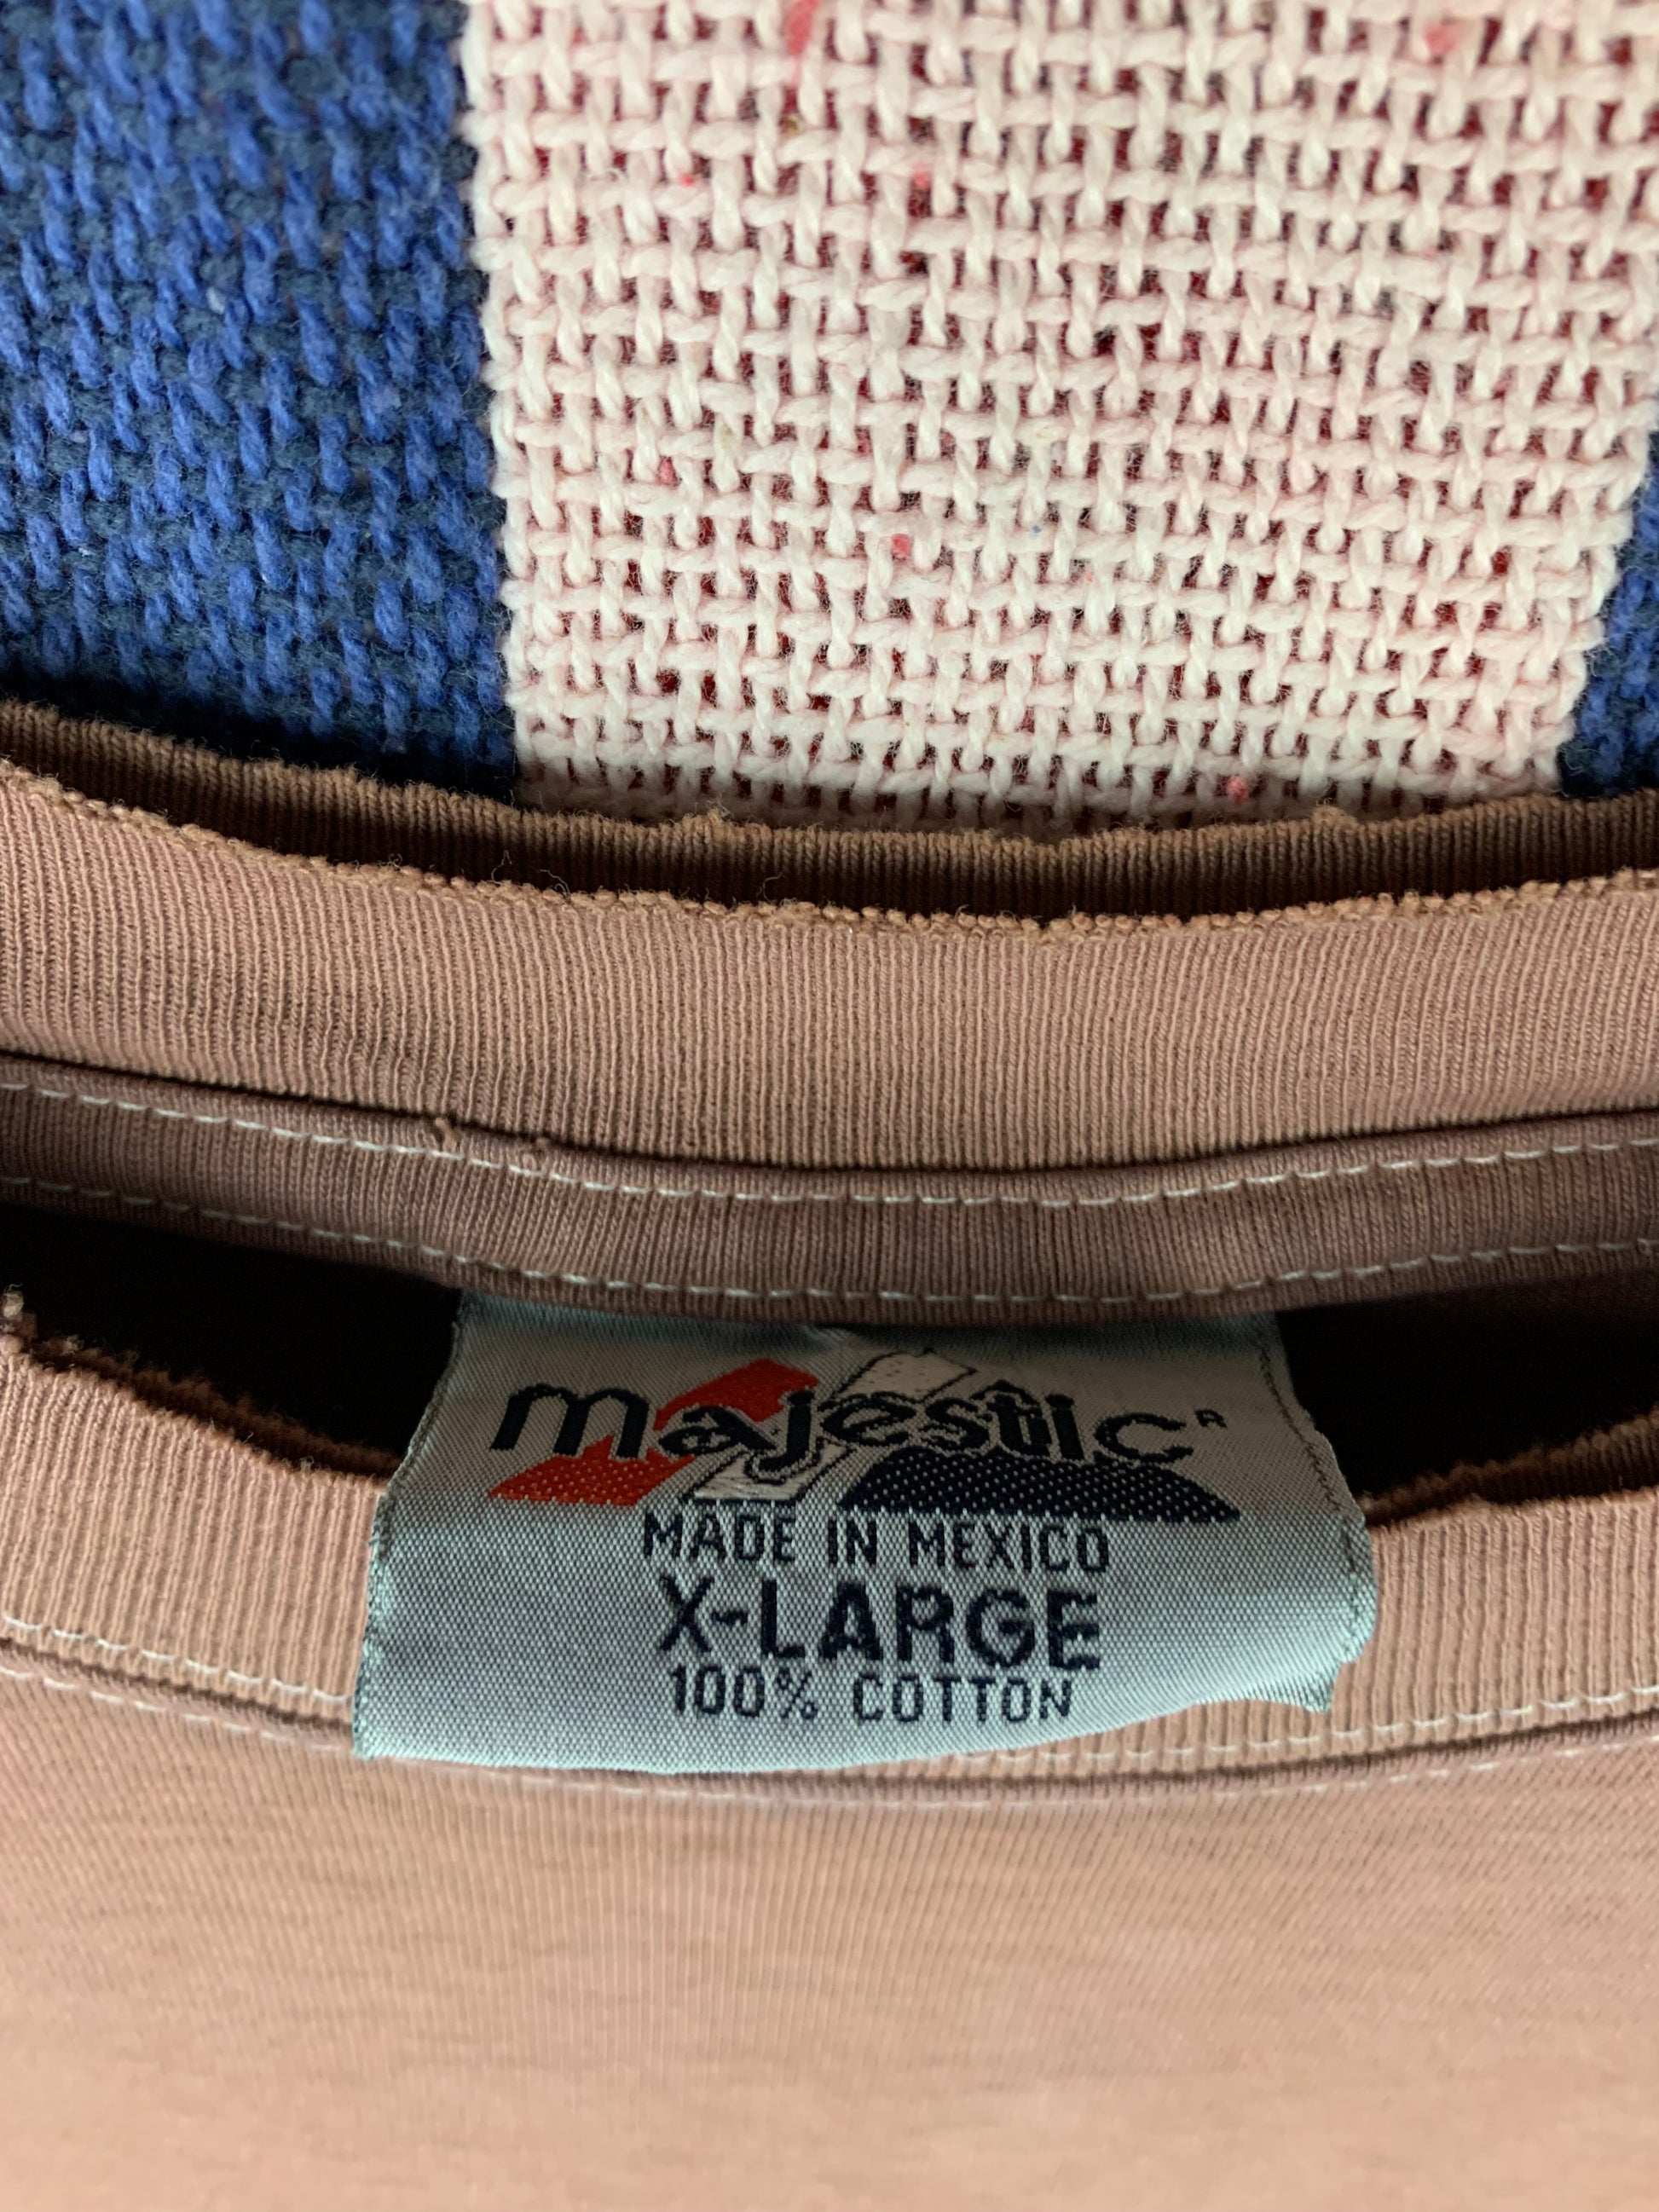 majestic R
MADE IN MEXICO
X-LARGE
100% COTTON